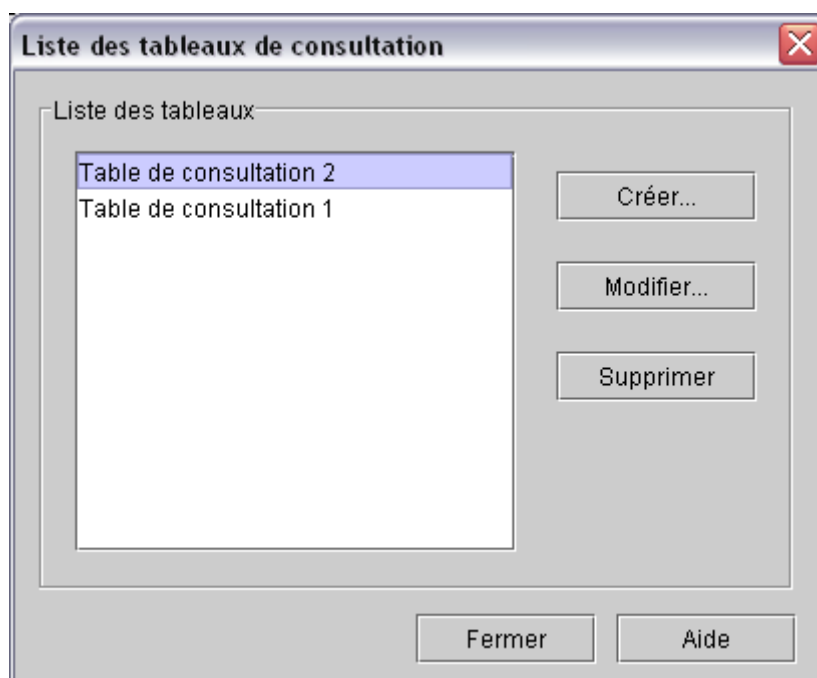 Liste des tableaux de consultation
Liste des tableaux
Table de consultation 2
Table de consultation 1
Créer...
Modifier...
Supprimer
Fermer
Aide